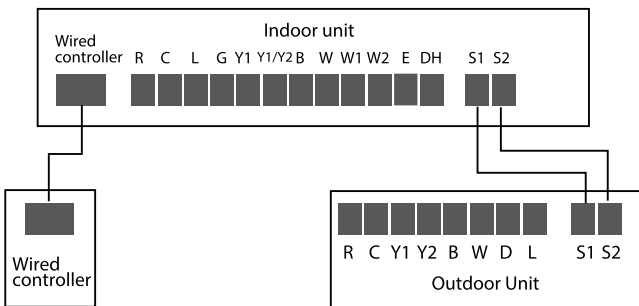 Indoor unit
Wired
controller
R C L G Y1 Y1/Y2 B W W1 W2 E DH S1 S2
R C Y1 Y2 B W D L S1 S2
Wired
controller
Outdoor Unit